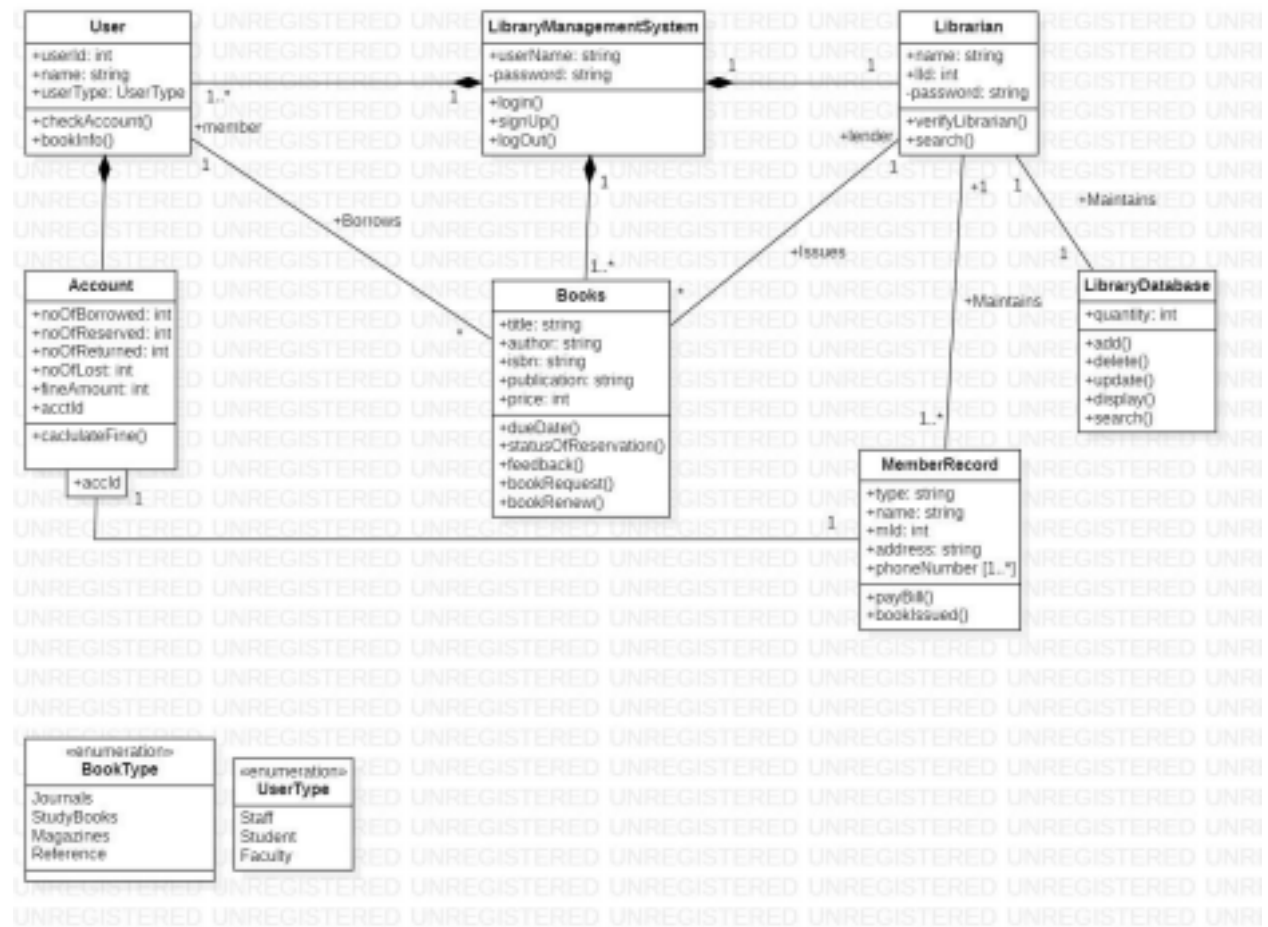 User
+userId: int
+name: string
+userType: UserType
+checkAccount()
+bookInfo()
LibraryManagementSystem
+userName: string
-password: string
+login()
+signUp()
+logOut()
Librarian
+name: string
+lId: int
-password: string
+verifyLibrarian()
+search()
1..*
1
1
1
+member
1
+Borrows
*
1
1..*
+lender
1
+Issues
*
+1
+Maintains
1..*
1
+Maintains
1
Account
+noOfBorrowed: int
+noOfReserved: int
+noOfReturned: int
+noOfLost: int
+fineAmount: int
+acctId
+caclulateFine()
+accId
1
1
Books
+title: string
+author: string
+isbn: string
+publication: string
+price: int
+dueDate()
+statusOfReservation()
+feedback()
+bookRequest()
+bookRenew()
LibraryDatabase
+quantity: int
+add()
+delete()
+update()
+display()
+search()
MemberRecord
+type: string
+name: string
+mId: int
+address: string
+phoneNumber [1..*]
+payBill()
+bookIssued()
«enumeration»
BookType
Journals
StudyBooks
Magazines
Reference
«enumeration»
UserType
Staff
Student
Faculty
UNREGISTERED UNREGISTERED UNREGISTERED UNREGISTERED UNREGISTERED UNREGISTERED